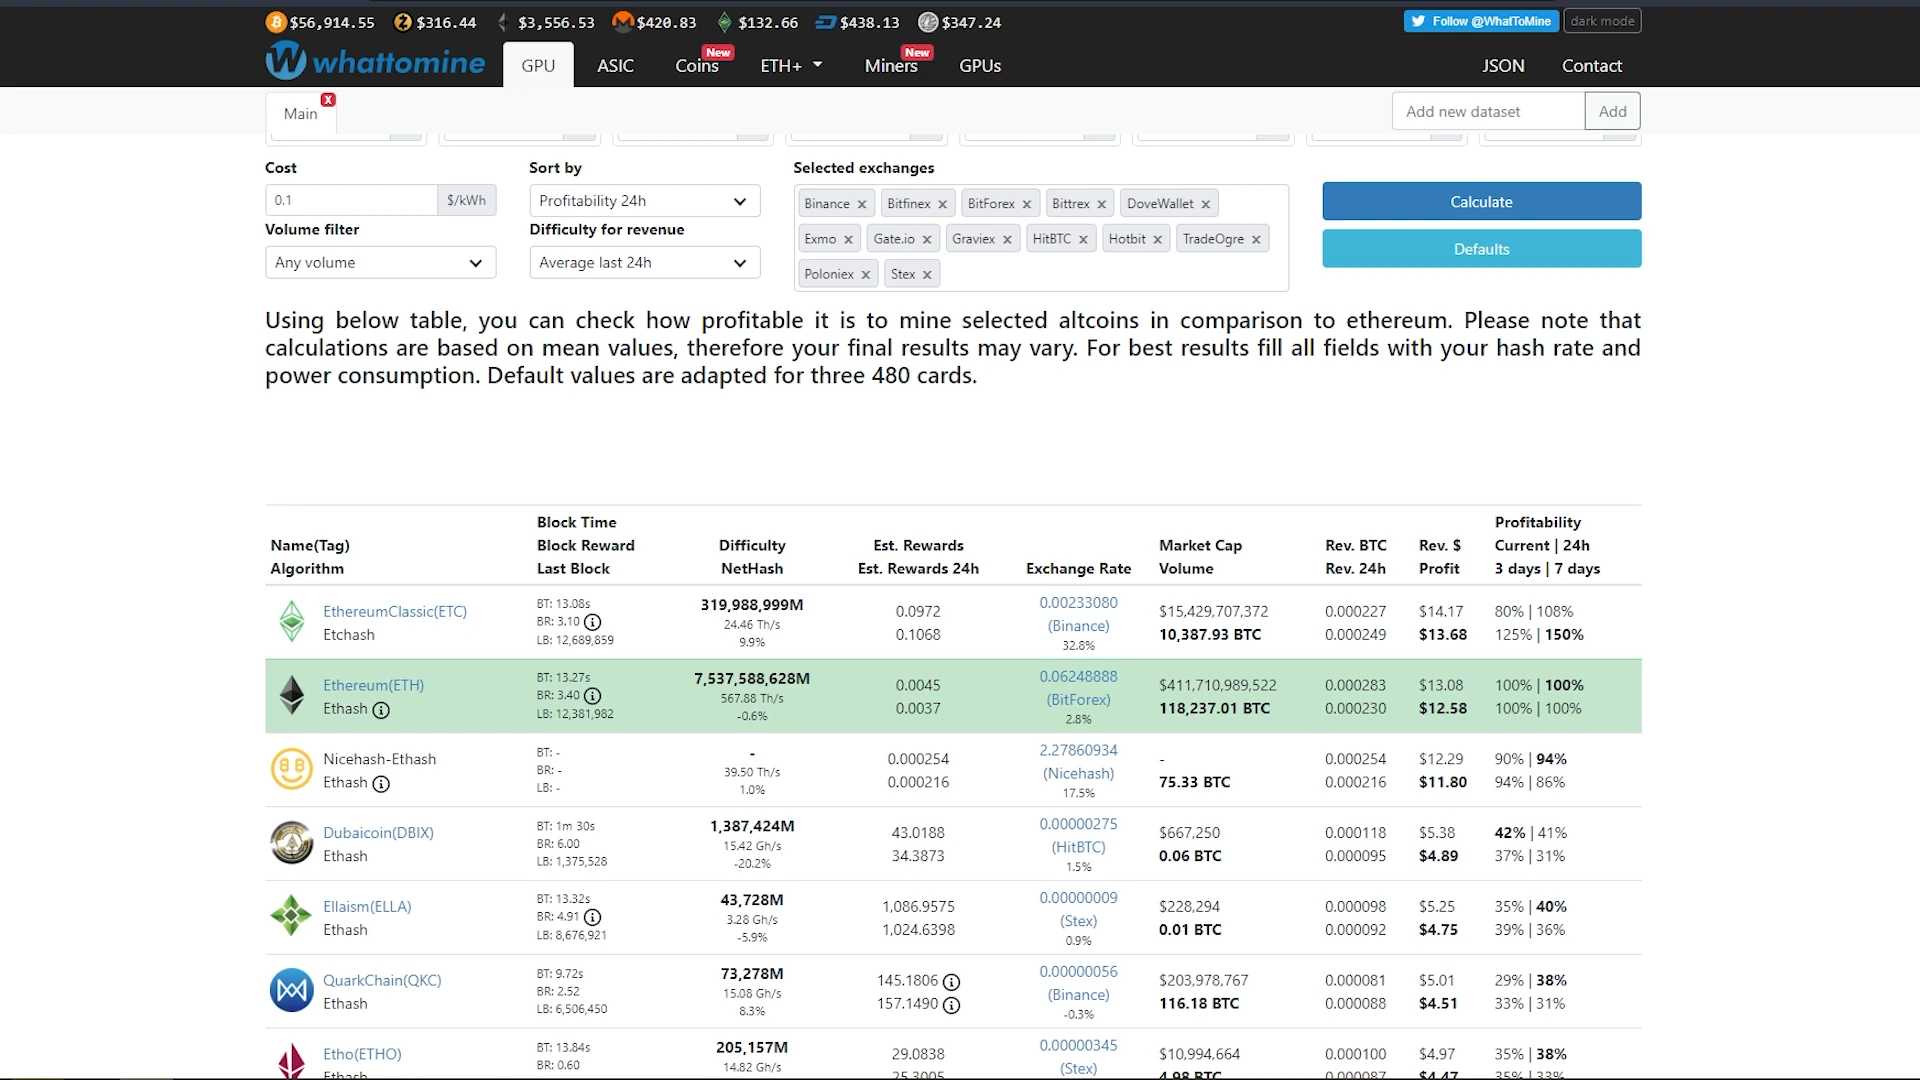 $56,914.55 $316.44 $3,556.53 $420.83 $132.66 $438.13 $347.24 Follow @WhatToMine dark mode
whattomine GPU ASIC Coins New ETH+ Miners New GPUs JSON Contact
Main x Add new dataset Add
Cost Sort by Selected exchanges
0.1 $/kWh Profitability 24h Binance × Bitfinex × BitForex × Bittrex × DoveWallet × Calculate
Volume filter Difficulty for revenue Exmo × Gate.io × Graviex × HitBTC × Hotbit × TradeOgre × Defaults
Any volume Average last 24h Poloniex × Stex ×
Using below table, you can check how profitable it is to mine selected altcoins in comparison to ethereum. Please note that
calculations are based on mean values, therefore your final results may vary. For best results fill all fields with your hash rate and
power consumption. Default values are adapted for three 480 cards.
Block Time Profitability
Name(Tag) Block Reward Difficulty Est. Rewards Market Cap Rev. BTC Rev. $ Current | 24h
Algorithm Last Block NetHash Est. Rewards 24h Exchange Rate Volume Rev. 24h Profit 3 days | 7 days
EthereumClassic(ETC) BT: 13.08s 319,988,999M 0.0972 0.00233080 $15,429,707,372 0.000227 $14.17 80% | 108%
Etchash BR: 3.10 24.46 Th/s 0.1068 (Binance) 10,387.93 BTC 0.000249 $13.68 125% | 150%
LB: 12,689,859 9.9% 32.8%
Ethereum(ETH) BT: 13.27s 7,537,588,628M 0.0045 0.06248888 $411,710,989,522 0.000283 $13.08 100% | 100%
Ethash BR: 3.40 567.88 Th/s 0.0037 (BitForex) 118,237.01 BTC 0.000230 $12.58 100% | 100%
LB: 12,381,982 -0.6% 2.8%
Nicehash-Ethash BT: - - 0.000254 2.27860934 - 0.000254 $12.29 90% | 94%
Ethash BR: - 39.50 Th/s 0.000216 (Nicehash) 75.33 BTC 0.000216 $11.80 94% | 86%
LB: - 1.0% 17.5%
Dubaicoin(DBIX) BT: 1m 30s 1,387,424M 43.0188 0.00000275 $667,250 0.000118 $5.38 42% | 41%
Ethash BR: 6.00 15.42 Gh/s 34.3873 (HitBTC) 0.06 BTC 0.000095 $4.89 37% | 31%
LB: 1,375,528 -20.2% 1.5%
Ellaism(ELLA) BT: 13.32s 43,728M 1,086.9575 0.00000009 $228,294 0.000098 $5.25 35% | 40%
Ethash BR: 4.91 3.28 Gh/s 1,024.6398 (Stex) 0.01 BTC 0.000092 $4.75 39% | 36%
LB: 8,676,921 -5.9% 0.9%
QuarkChain(QKC) BT: 9.72s 73,278M 145.1806 0.00000056 $203,978,767 0.000081 $5.01 29% | 38%
Ethash BR: 2.52 15.08 Gh/s 157.1490 (Binance) 116.18 BTC 0.000088 $4.51 33% | 31%
LB: 6,506,450 8.3% -0.3%
Etho(ETHO) BT: 13.84s 205,157M 29.0838 0.00000345 $10,994,664 0.000100 $4.97 35% | 38%
Ethash BR: 0.60 14.82 Gh/s 25.3005 (Stex) 4.98 BTC 0.000087 $4.47 35% | 33%